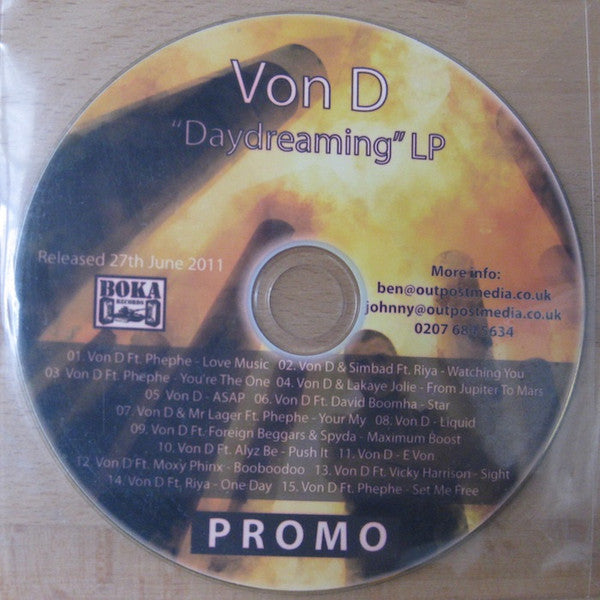 Von D
"Daydreaming" LP
Released 27th June 2011
BOKA
RECORDS
More info:
ben@outpostmedia.co.uk
johnny@outpostmedia.co.uk
0207 684 5634
01. Von D Ft. Phephe - Love Music 02. Von D & Simbad Ft. Riya - Watching You
03 Von D Ft. Phephe - You're The One 04. Von D & Lakaye Jolie - From Jupiter To Mars
05 Von D - ASAP 06. Von D Ft. David Boomha - Star
07. Von D & Mr Lager Ft. Phephe - Your My 08. Von D - Liquid
09. Von D Ft. Foreign Beggars & Spyda - Maximum Boost
10. Von D Ft. Alyz Be - Push It 11. Von D - E Von
12. Von D Ft. Moxy Phinx - Booboodoo 13. Von D Ft. Vicky Harrison - Sight
14. Von D Ft. Riya - One Day 15. Von D Ft. Phephe - Set Me Free
PROMO